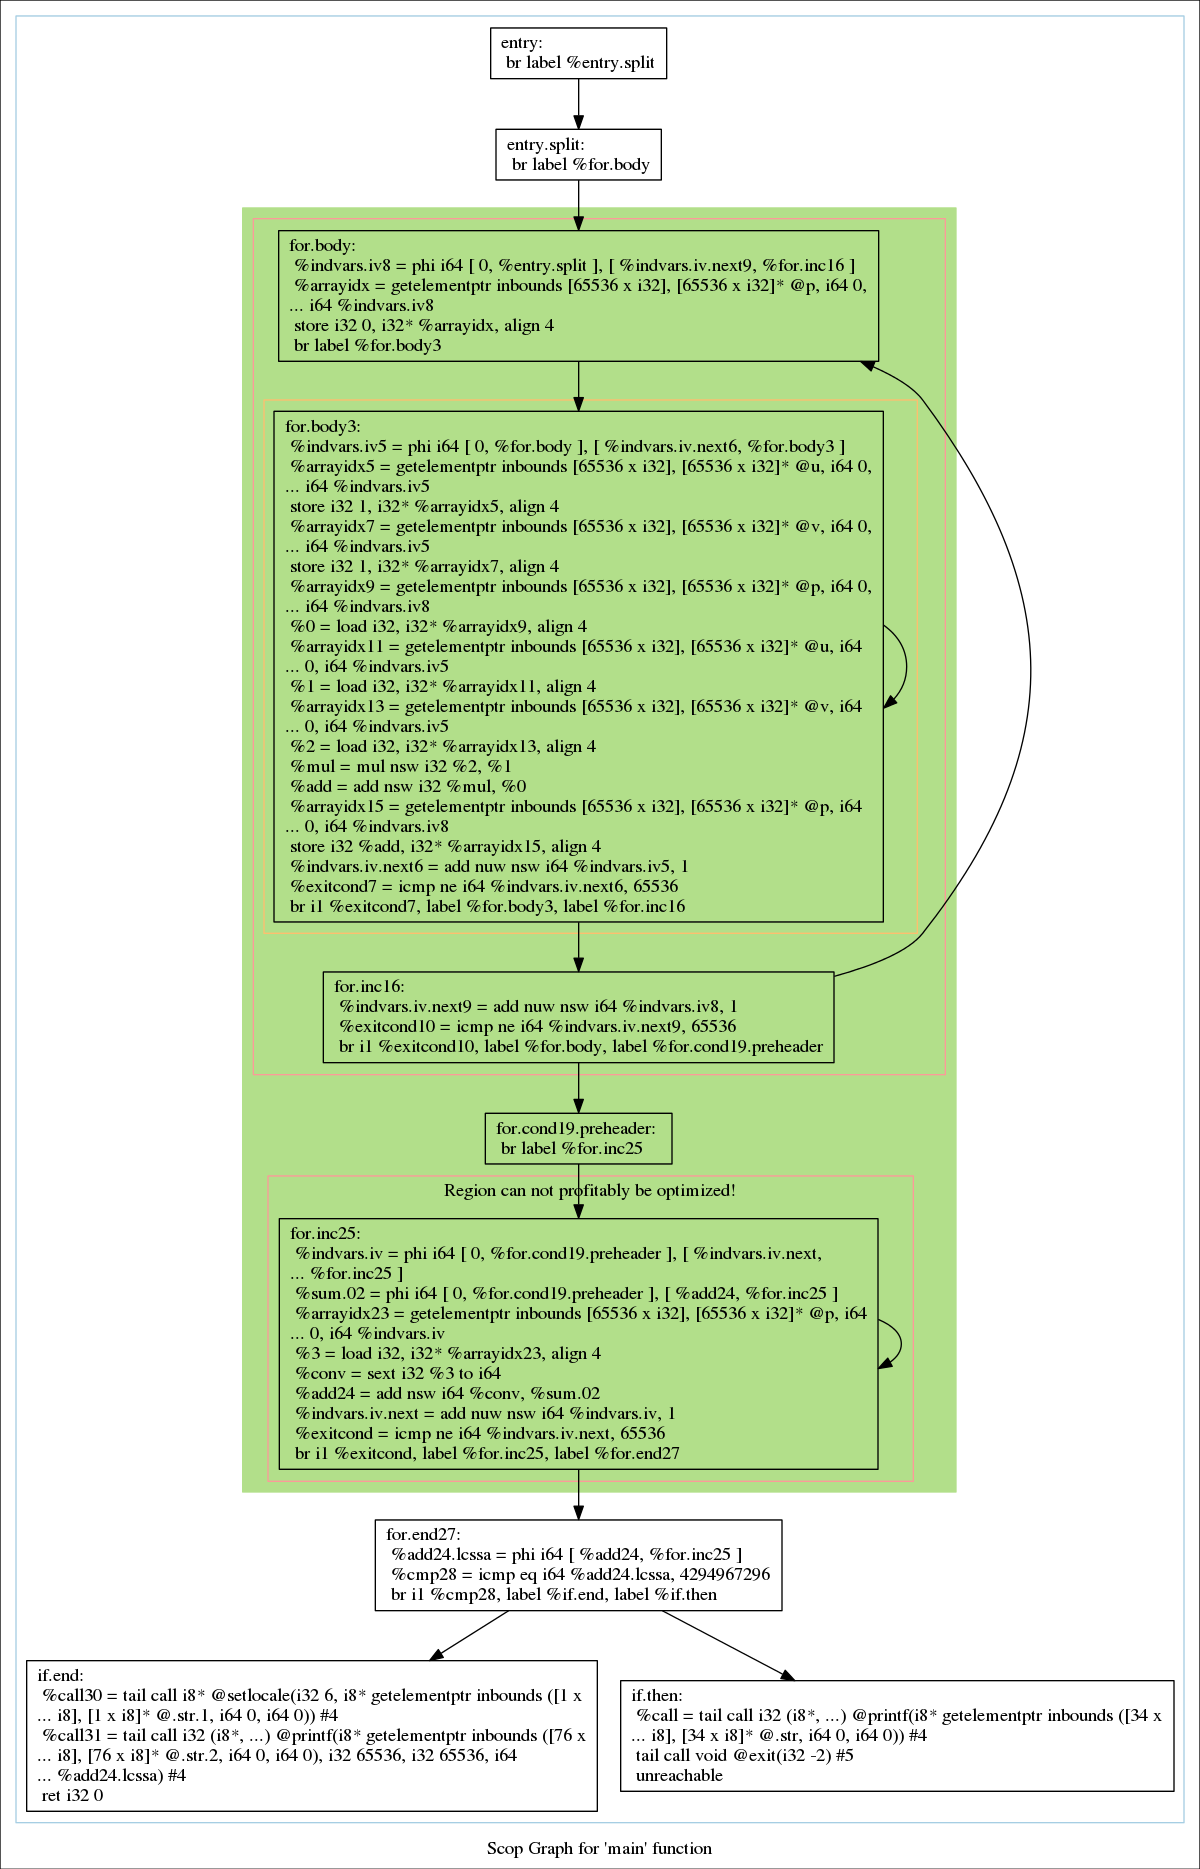 entry:
br label %entry.split
entry.split:
br label %for.body
for.body:
%indvars.iv8 = phi i64 [ 0, %entry.split ], [ %indvars.iv.next9, %for.inc16 ]
%arrayidx = getelementptr inbounds [65536 x i32], [65536 x i32]* @p, i64 0,
... i64 %indvars.iv8
store i32 0, i32* %arrayidx, align 4
br label %for.body3
for.body3:
%indvars.iv5 = phi i64 [ 0, %for.body ], [ %indvars.iv.next6, %for.body3 ]
%arrayidx5 = getelementptr inbounds [65536 x i32], [65536 x i32]* @u, i64 0,
... i64 %indvars.iv5
store i32 1, i32* %arrayidx5, align 4
%arrayidx7 = getelementptr inbounds [65536 x i32], [65536 x i32]* @v, i64 0,
... i64 %indvars.iv5
store i32 1, i32* %arrayidx7, align 4
%arrayidx9 = getelementptr inbounds [65536 x i32], [65536 x i32]* @p, i64 0,
... i64 %indvars.iv8
%0 = load i32, i32* %arrayidx9, align 4
%arrayidx11 = getelementptr inbounds [65536 x i32], [65536 x i32]* @u, i64
... 0, i64 %indvars.iv5
%1 = load i32, i32* %arrayidx11, align 4
%arrayidx13 = getelementptr inbounds [65536 x i32], [65536 x i32]* @v, i64
... 0, i64 %indvars.iv5
%2 = load i32, i32* %arrayidx13, align 4
%mul = mul nsw i32 %2, %1
%add = add nsw i32 %mul, %0
%arrayidx15 = getelementptr inbounds [65536 x i32], [65536 x i32]* @p, i64
... 0, i64 %indvars.iv8
store i32 %add, i32* %arrayidx15, align 4
%indvars.iv.next6 = add nuw nsw i64 %indvars.iv5, 1
%exitcond7 = icmp ne i64 %indvars.iv.next6, 65536
br i1 %exitcond7, label %for.body3, label %for.inc16
for.inc16:
%indvars.iv.next9 = add nuw nsw i64 %indvars.iv8, 1
%exitcond10 = icmp ne i64 %indvars.iv.next9, 65536
br i1 %exitcond10, label %for.body, label %for.cond19.preheader
for.cond19.preheader:
br label %for.inc25
Region can not profitably be optimized!
for.inc25:
%indvars.iv = phi i64 [ 0, %for.cond19.preheader ], [ %indvars.iv.next,
... %for.inc25 ]
%sum.02 = phi i64 [ 0, %for.cond19.preheader ], [ %add24, %for.inc25 ]
%arrayidx23 = getelementptr inbounds [65536 x i32], [65536 x i32]* @p, i64
... 0, i64 %indvars.iv
%3 = load i32, i32* %arrayidx23, align 4
%conv = sext i32 %3 to i64
%add24 = add nsw i64 %conv, %sum.02
%indvars.iv.next = add nuw nsw i64 %indvars.iv, 1
%exitcond = icmp ne i64 %indvars.iv.next, 65536
br i1 %exitcond, label %for.inc25, label %for.end27
for.end27:
%add24.lcssa = phi i64 [ %add24, %for.inc25 ]
%cmp28 = icmp eq i64 %add24.lcssa, 4294967296
br i1 %cmp28, label %if.end, label %if.then
if.end:
%call30 = tail call i8* @setlocale(i32 6, i8* getelementptr inbounds ([1 x
... i8], [1 x i8]* @.str.1, i64 0, i64 0)) #4
%call31 = tail call i32 (i8*, ...) @printf(i8* getelementptr inbounds ([76 x
... i8], [76 x i8]* @.str.2, i64 0, i64 0), i32 65536, i32 65536, i64
... %add24.lcssa) #4
ret i32 0
if.then:
%call = tail call i32 (i8*, ...) @printf(i8* getelementptr inbounds ([34 x
... i8], [34 x i8]* @.str, i64 0, i64 0)) #4
tail call void @exit(i32 -2) #5
unreachable
Scop Graph for 'main' function